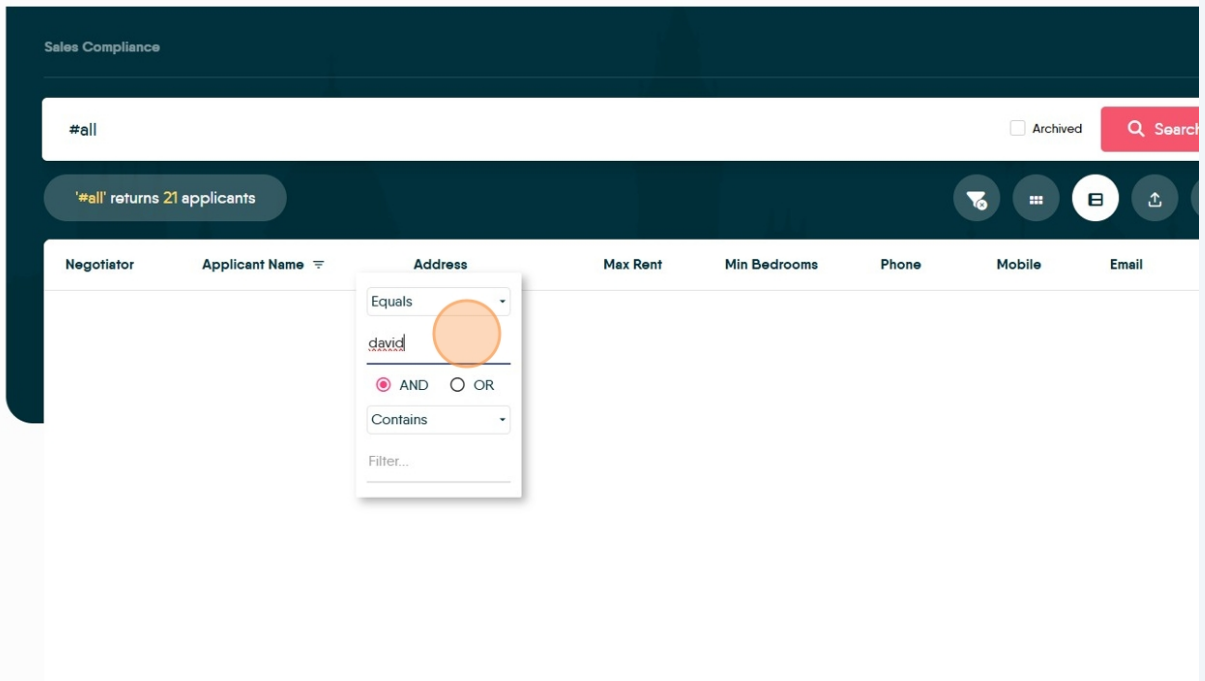 Sales Compliance
#all
Archived
Search
'#all' returns 21 applicants
Negotiator Applicant Name Address Max Rent Min Bedrooms Phone Mobile Email
Equals
david
AND OR
Contains
Filter...